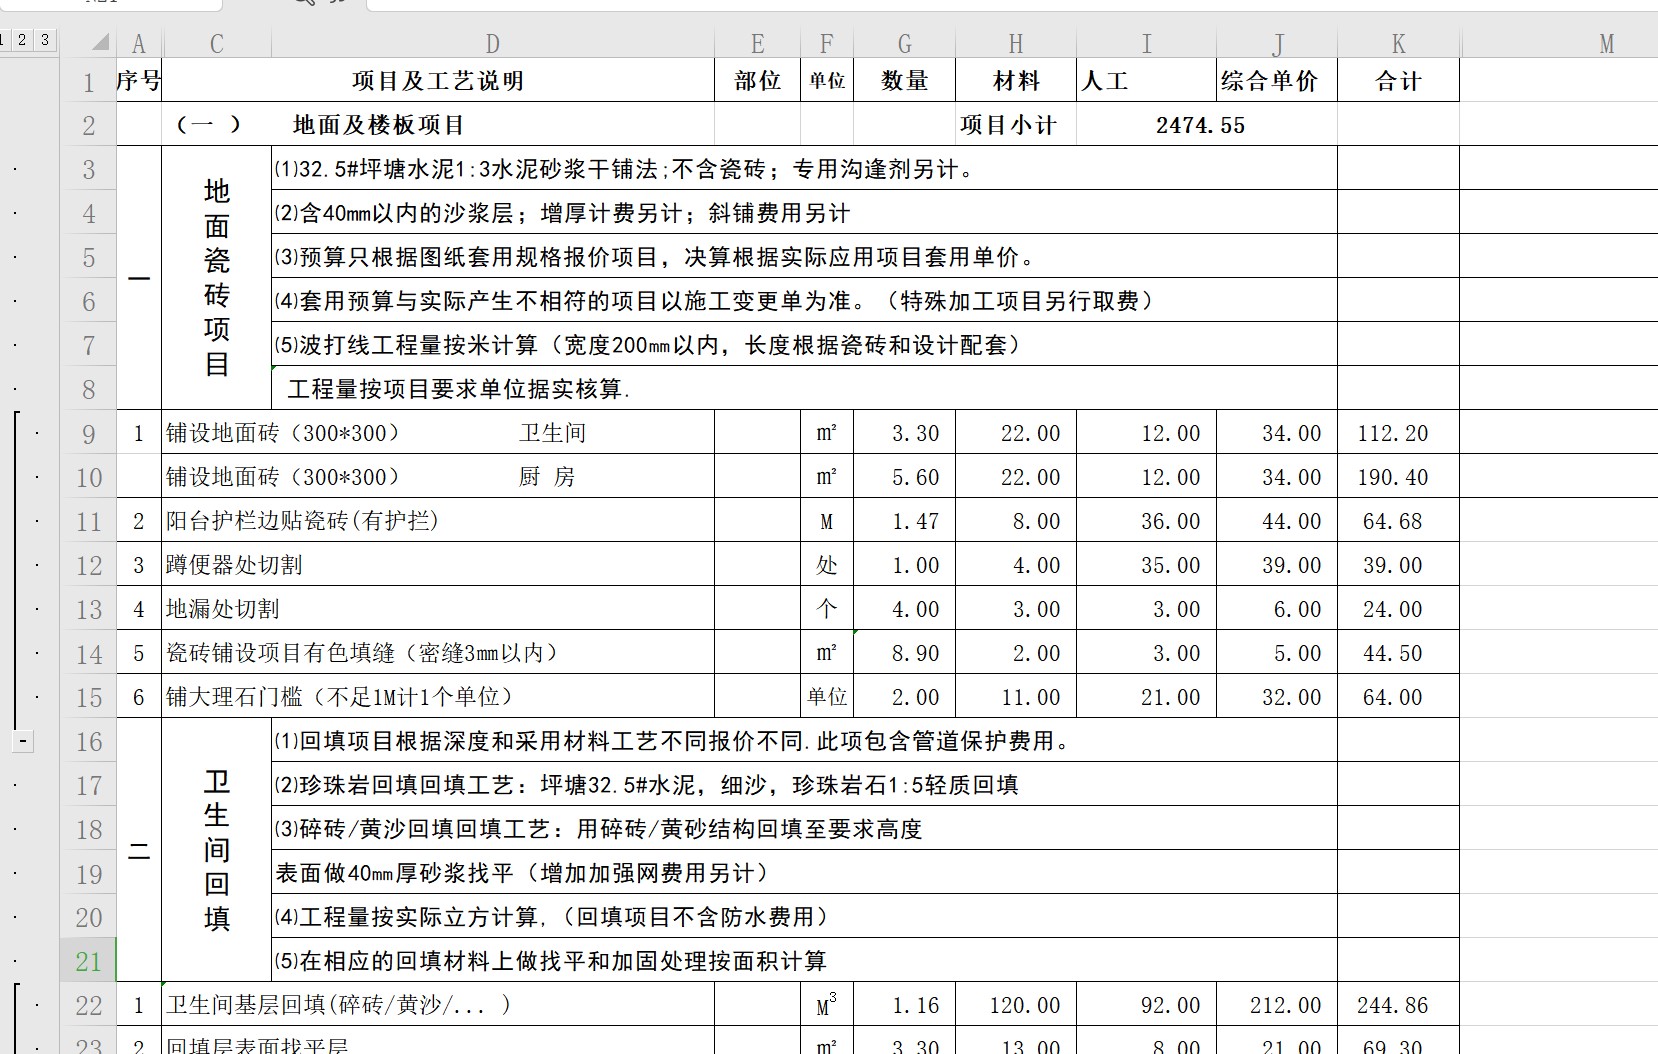 1 2 3
A C D E F G H I J K M
1 序号 项目及工艺说明 部位 单位 数量 材料 人工 综合单价 合计
2 （一 ） 地面及楼板项目 项目小计 2474.55
一 地面瓷砖项目
3 ⑴32.5#坪塘水泥1:3水泥砂浆干铺法;不含瓷砖；专用沟逢剂另计。
4 ⑵含40mm以内的沙浆层；增厚计费另计；斜铺费用另计
5 ⑶预算只根据图纸套用规格报价项目，决算根据实际应用项目套用单价。
6 ⑷套用预算与实际产生不相符的项目以施工变更单为准。（特殊加工项目另行取费）
7 ⑸波打线工程量按米计算（宽度200mm以内，长度根据瓷砖和设计配套）
8 工程量按项目要求单位据实核算.
9 1 铺设地面砖（300*300） 卫生间 m² 3.30 22.00 12.00 34.00 112.20
10 铺设地面砖（300*300） 厨 房 m² 5.60 22.00 12.00 34.00 190.40
11 2 阳台护栏边贴瓷砖(有护拦) M 1.47 8.00 36.00 44.00 64.68
12 3 蹲便器处切割 处 1.00 4.00 35.00 39.00 39.00
13 4 地漏处切割 个 4.00 3.00 3.00 6.00 24.00
14 5 瓷砖铺设项目有色填缝（密缝3mm以内） m² 8.90 2.00 3.00 5.00 44.50
15 6 铺大理石门槛（不足1M计1个单位） 单位 2.00 11.00 21.00 32.00 64.00
二 卫生间回填
16 ⑴回填项目根据深度和采用材料工艺不同报价不同.此项包含管道保护费用。
17 ⑵珍珠岩回填回填工艺：坪塘32.5#水泥，细沙，珍珠岩石1:5轻质回填
18 ⑶碎砖/黄沙回填回填工艺：用碎砖/黄砂结构回填至要求高度
19 表面做40mm厚砂浆找平（增加加强网费用另计）
20 ⑷工程量按实际立方计算,（回填项目不含防水费用）
21 ⑸在相应的回填材料上做找平和加固处理按面积计算
22 1 卫生间基层回填(碎砖/黄沙/... ) M³ 1.16 120.00 92.00 212.00 244.86
23 2 回填层表面找平层 m² 3.30 13.00 8.00 21.00 69.30